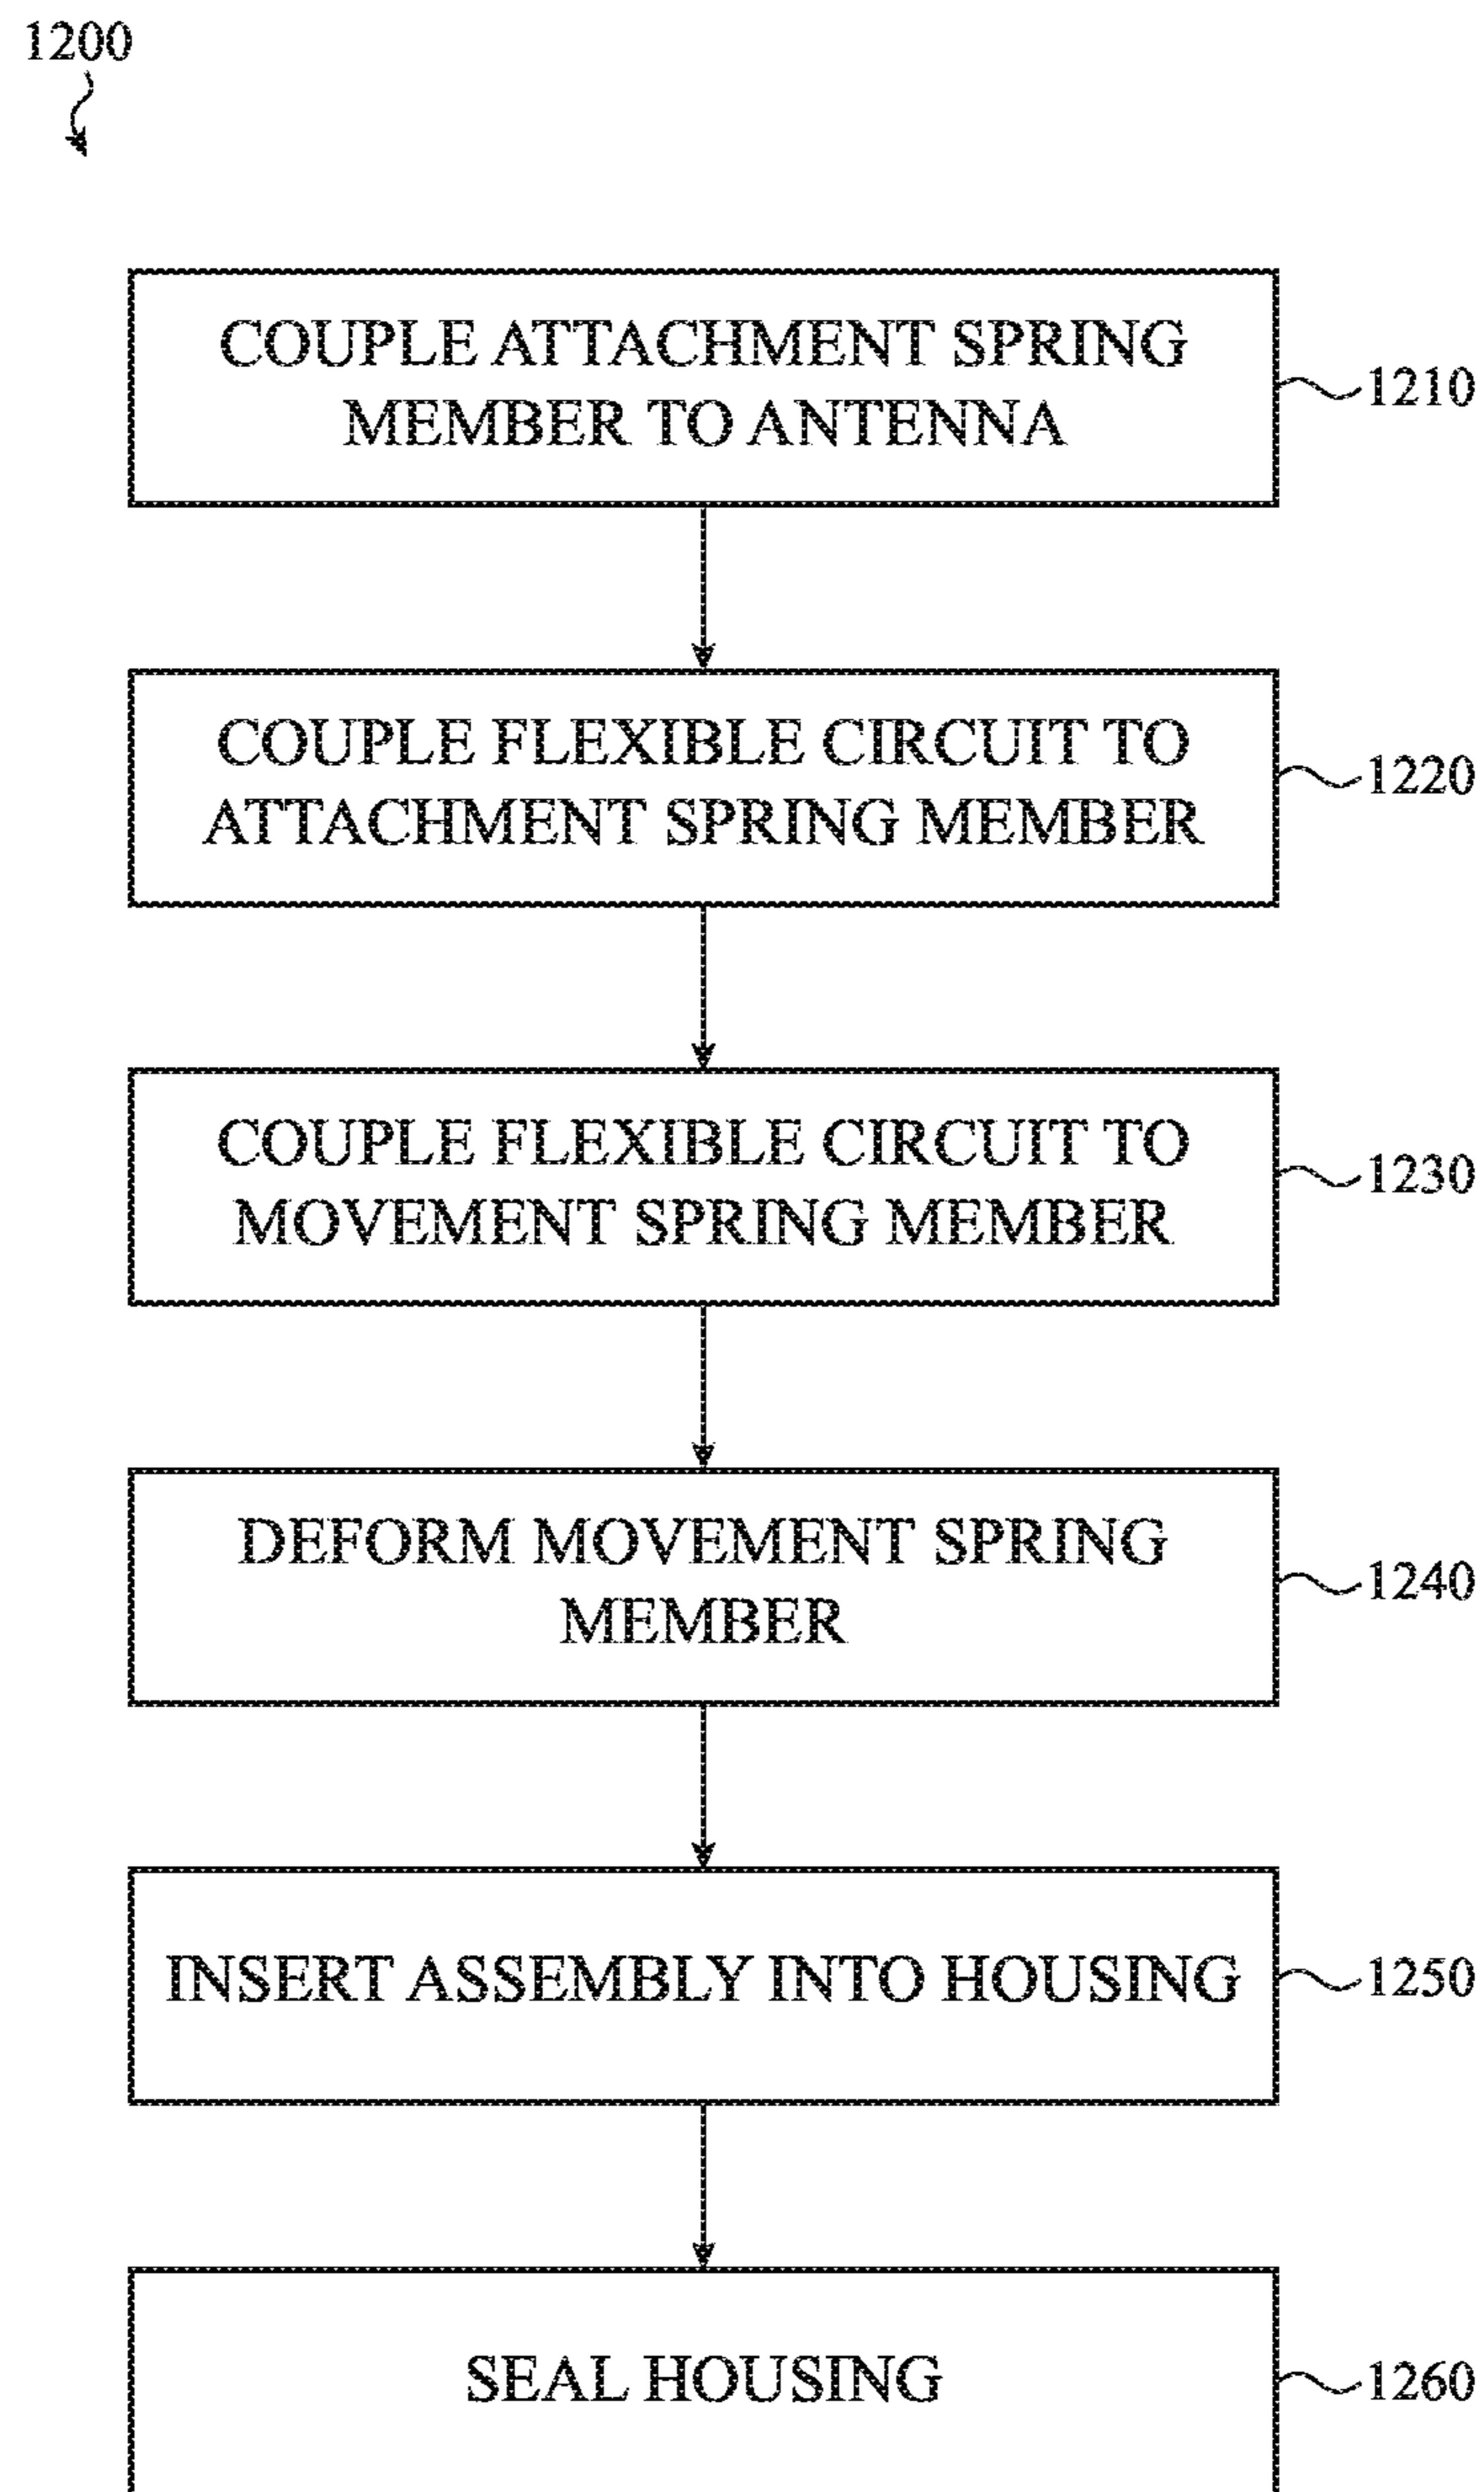 1200
COUPLE ATTACHMENT SPRING
MEMBER TO ANTENNA
1210
COUPLE FLEXIBLE CIRCUIT TO
ATTACHMENT SPRING MEMBER
1220
COUPLE FLEXIBLE CIRCUIT TO
MOVEMENT SPRING MEMBER
1230
DEFORM MOVEMENT SPRING
MEMBER
1240
INSERT ASSEMBLY INTO HOUSING
1250
SEAL HOUSING
1260